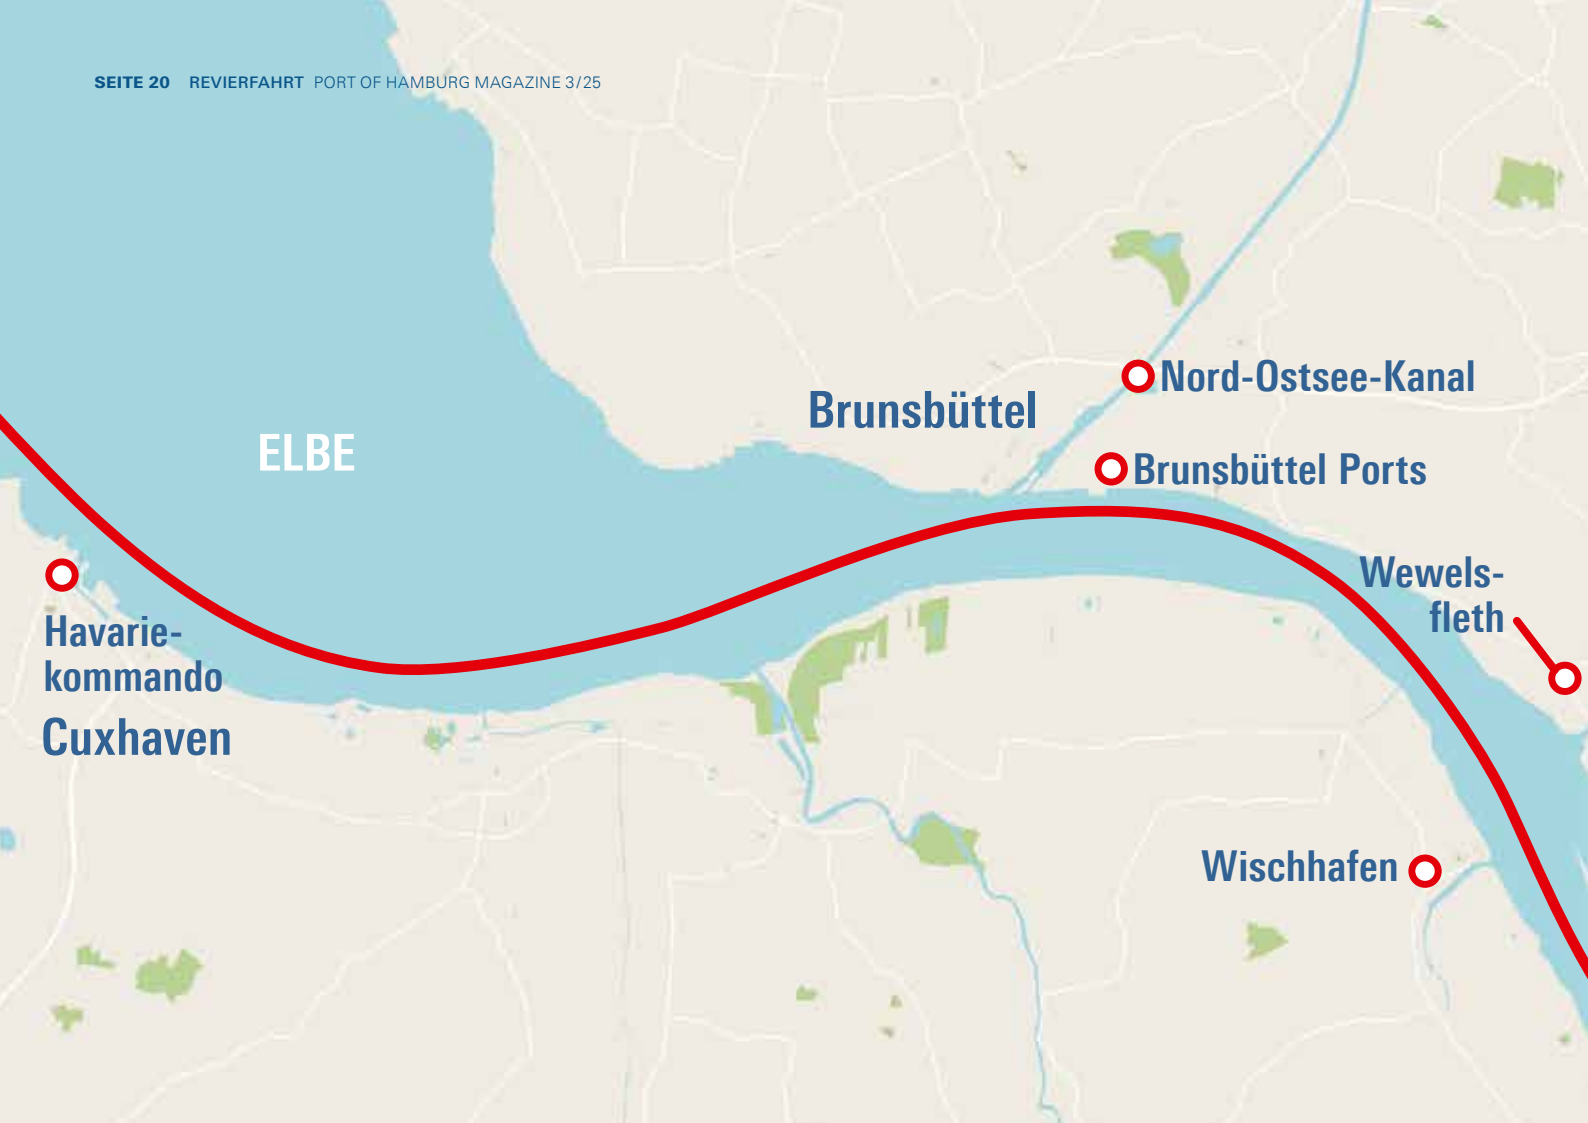 SEITE 20 REVIERFAHRT PORT OF HAMBURG MAGAZINE 3/25
Nord-Ostsee-Kanal
Brunsbüttel
ELBE
Brunsbüttel Ports
Wewels-
fleth
Havarie-
kommando
Cuxhaven
Wischhafen